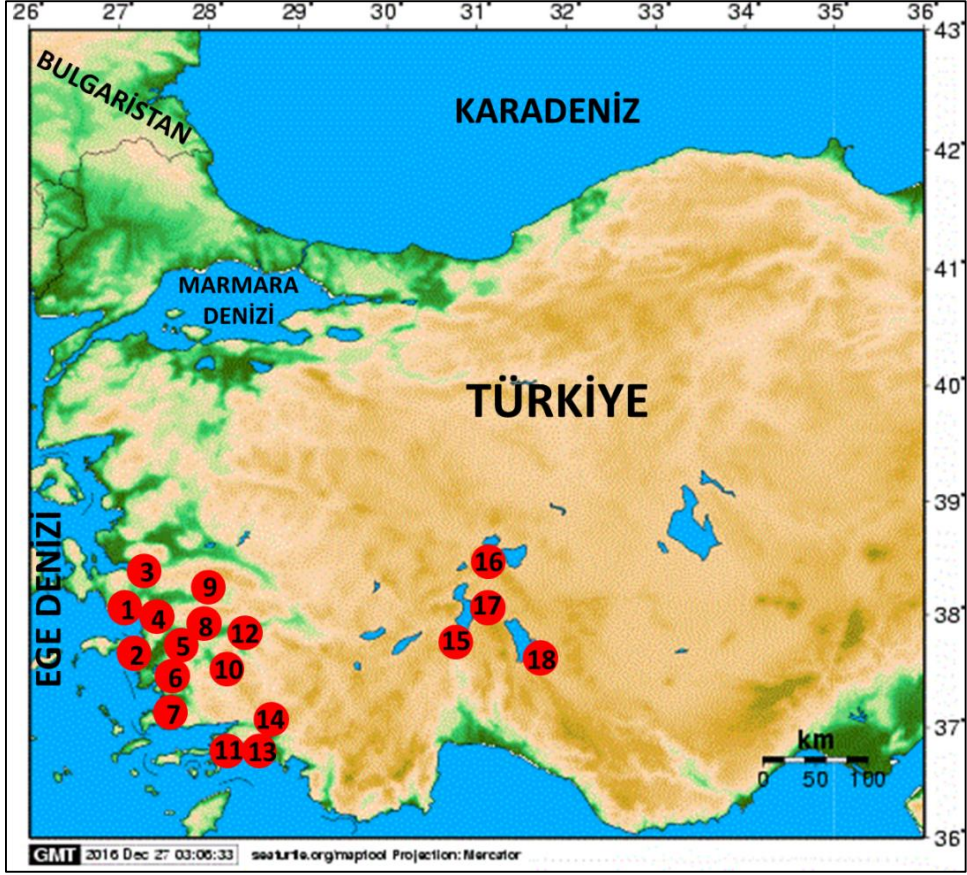 26° 27° 28° 29° 30° 31° 32° 33° 34° 35° 36°
43°
BULGARİSTAN
KARADENİZ
42°
41°
MARMARA
DENİZİ
40°
TÜRKİYE
39°
EGE DENİZİ
3
9
16
1
4
8
12
17
38°
2
5
15
18
6
10
7
14
37°
11
13
km
0 50 100
36°
GMT 2016 Dec 27 03:06:33 seaturtle.org/maptool Projection: Mercator